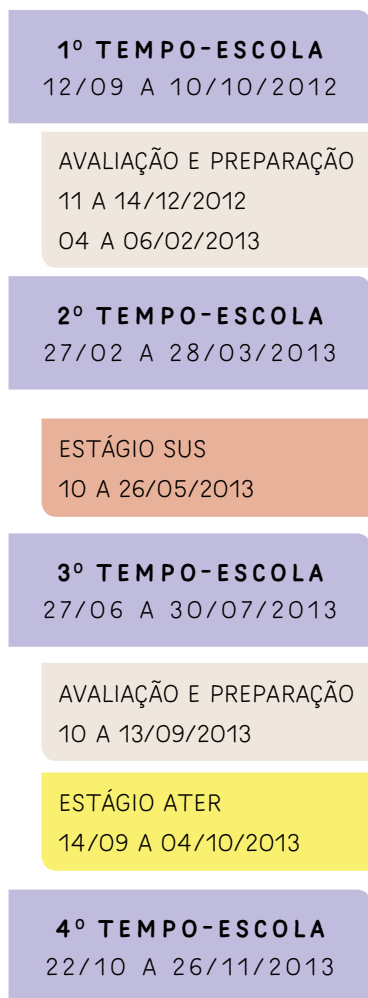 1º TEMPO-ESCOLA
12/09 A 10/10/2012
AVALIAÇÃO E PREPARAÇÃO
11 A 14/12/2012
04 A 06/02/2013
2º TEMPO-ESCOLA
27/02 A 28/03/2013
ESTÁGIO SUS
10 A 26/05/2013
3º TEMPO-ESCOLA
27/06 A 30/07/2013
AVALIAÇÃO E PREPARAÇÃO
10 A 13/09/2013
ESTÁGIO ATER
14/09 A 04/10/2013
4º TEMPO-ESCOLA
22/10 A 26/11/2013